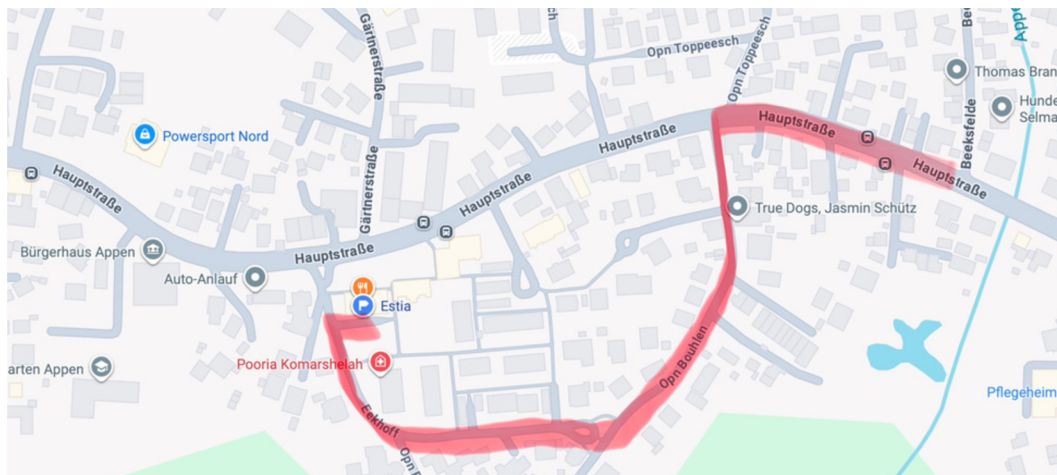 Gärtnerstraße
Opn Toppeesch
Opn Toppeesch
Thomas Bran
Hunde
Selma
Beeksfelde
Powersport Nord
Hauptstraße
Hauptstraße
Hauptstraße
Hauptstraße
Hauptstraße
Hauptstraße
Gärtnerstraße
True Dogs, Jasmin Schütz
Bürgerhaus Appen
Auto-Anlauf
Estia
Pooria Komarshelah
arten Appen
Opn Bouhlen
Pflegeheim
Eekhoff